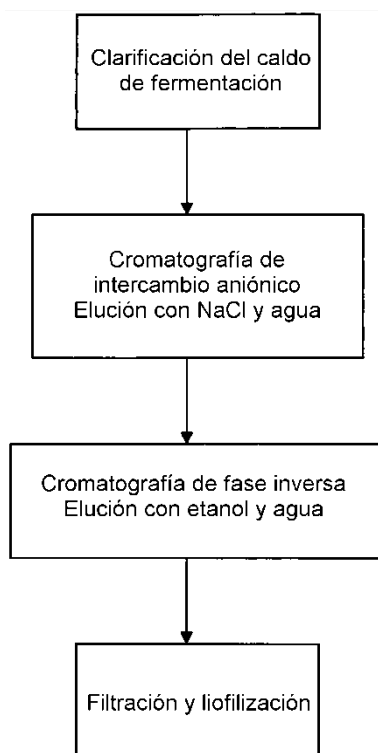 Clarificación del caldo
de fermentación
Cromatografía de
intercambio aniónico
Elución con NaCl y agua
Cromatografía de fase inversa
Elución con etanol y agua
Filtración y liofilización